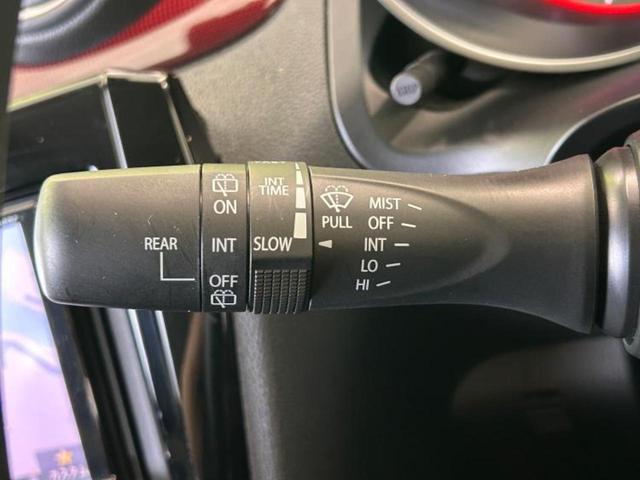 REAR
ON
INT
OFF
INT
TIME
SLOW
PULL
MIST
OFF
INT
LO
HI